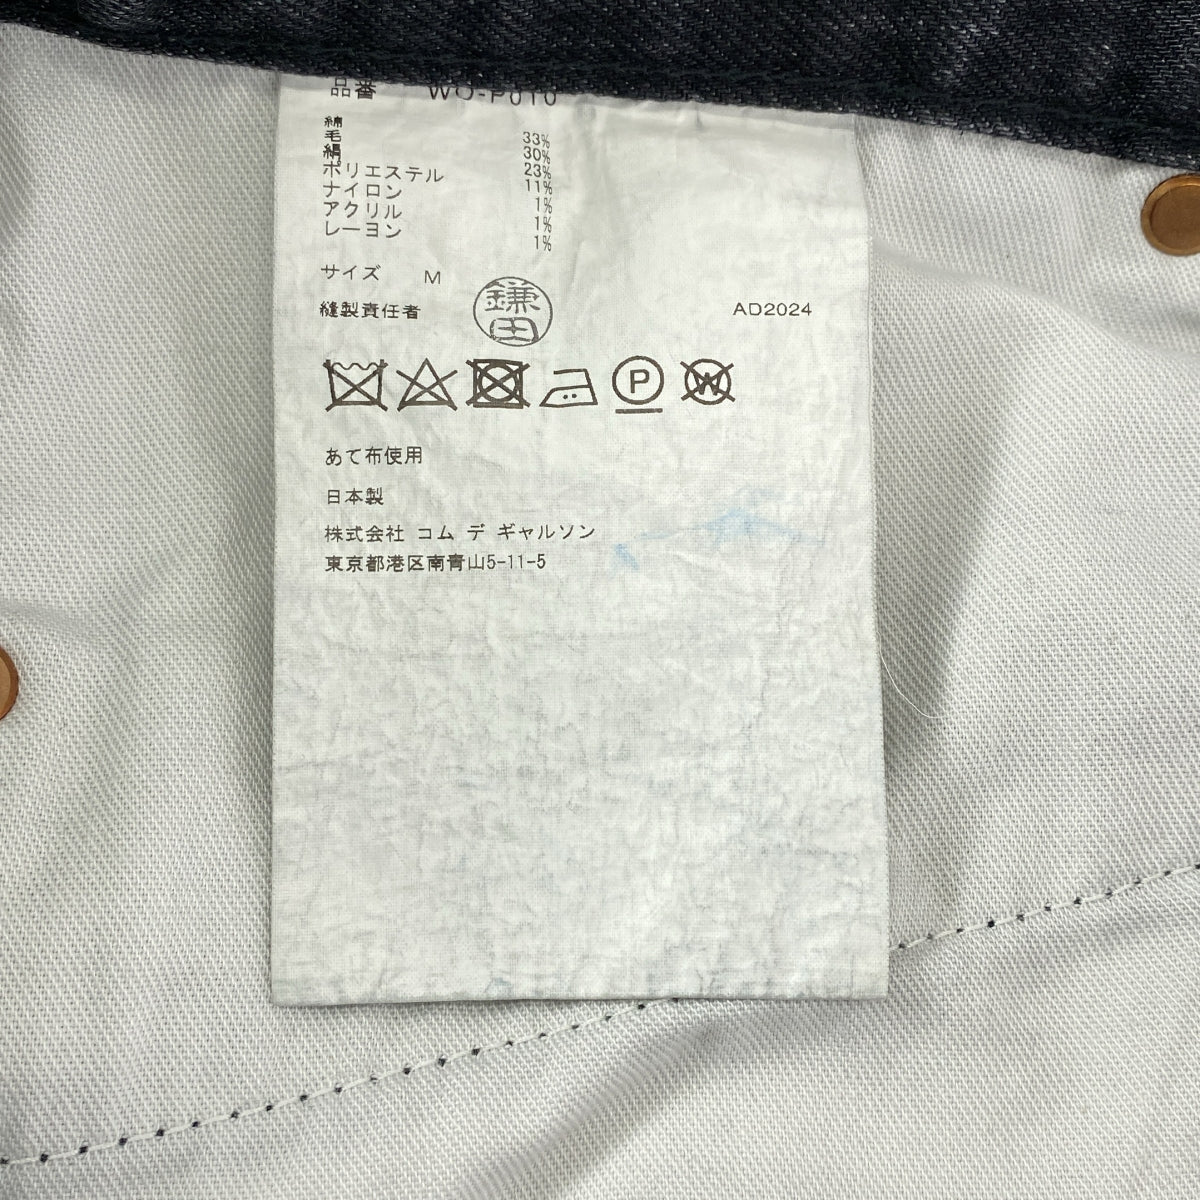 品番 WO-P010
綿 33%
毛 30%
絹 23%
ポリエステル 11%
ナイロン 1%
アクリル 1%
レーヨン 1%
サイズ M
縫製責任者 鎌田 AD2024
P W
あて布使用
日本製
株式会社 コム デ ギャルソン
東京都港区南青山5-11-5